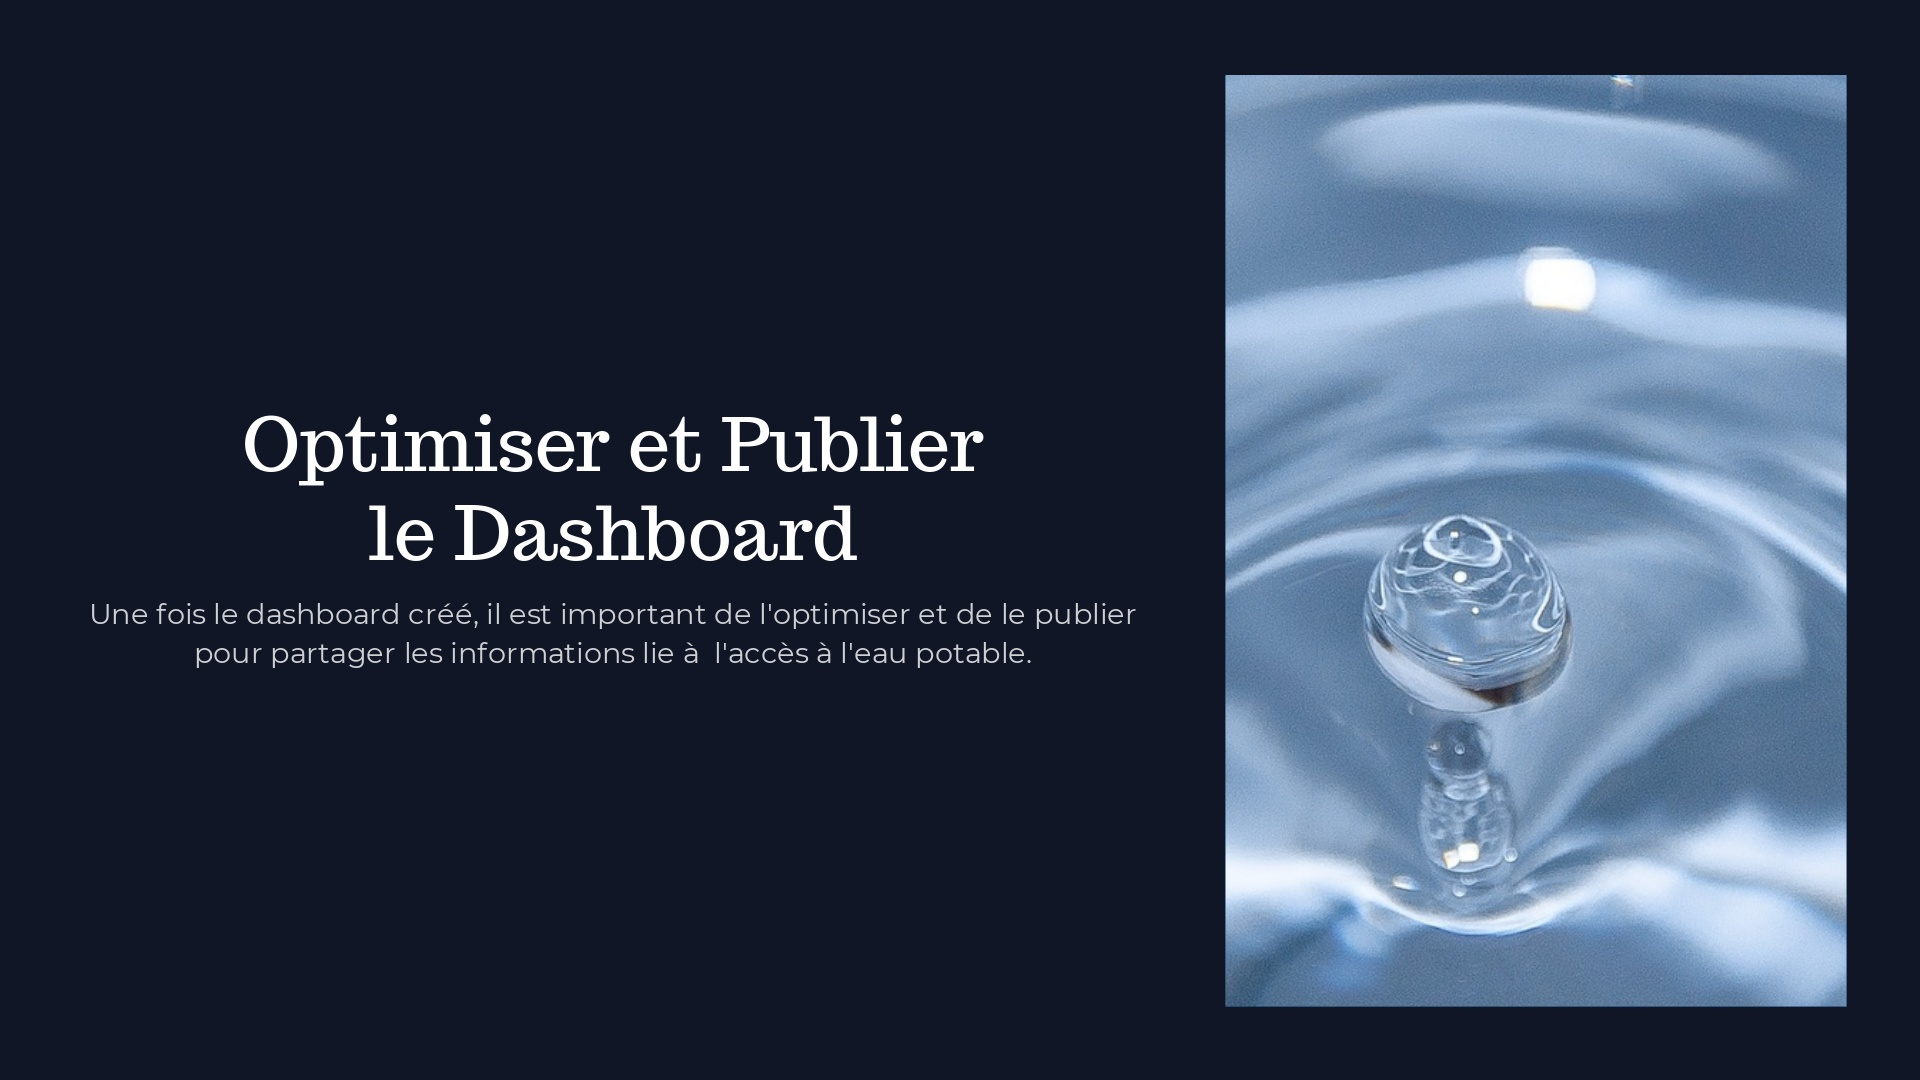 Optimiser et Publier
le Dashboard
Une fois le dashboard créé, il est important de l'optimiser et de le publier
pour partager les informations lie à  l'accès à l'eau potable.